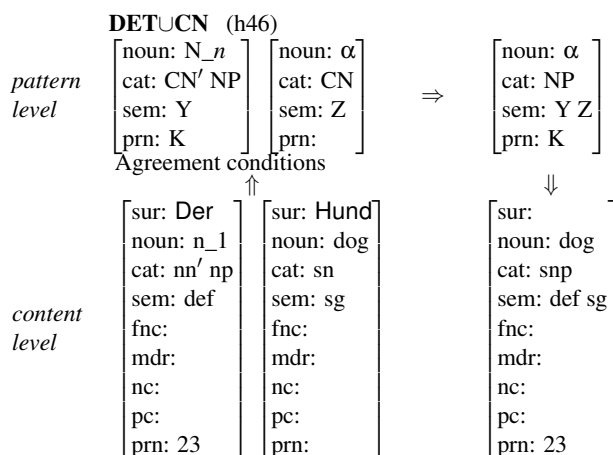 DET∪CN (h46)
noun: N_n noun: α noun: α
pattern cat: CN′ NP cat: CN ⇒ cat: NP
level sem: Y sem: Z sem: Y Z
prn: K prn: prn: K
Agreement conditions
⇑ ⇓
sur: Der sur: Hund sur:
noun: n_1 noun: dog noun: dog
cat: nn′ np cat: sn cat: snp
content sem: def sem: sg sem: def sg
level fnc: fnc: fnc:
mdr: mdr: mdr:
nc: nc: nc:
pc: pc: pc:
prn: 23 prn: prn: 23